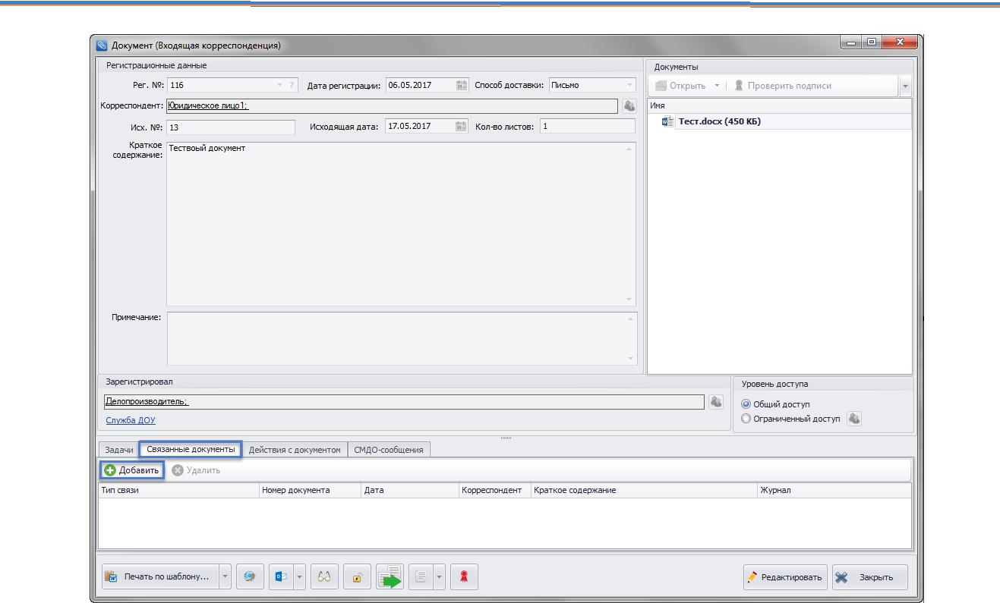 Документ (Входящая корреспонденция)
Регистрационные данные
Рег. №: 116 ? Дата регистрации: 06.05.2017 Способ доставки: Письмо
Корреспондент: Юридическое лицо1;
Исх. №: 13 Исходящая дата: 17.05.2017 Кол-во листов: 1
Краткое
содержание:
Тествоый документ
Примечание:
Документы
Открыть Проверить подписи
Имя
Тест.docx (450 КБ)
Зарегистрировал
Делопроизводитель;
Служба ДОУ
Уровень доступа
Общий доступ
Ограниченный доступ
Задачи Связанные документы Действия с документом СМДО-сообщения
Добавить Удалить
Тип связи Номер документа Дата Корреспондент Краткое содержание Журнал
Печать по шаблону... Редактировать Закрыть